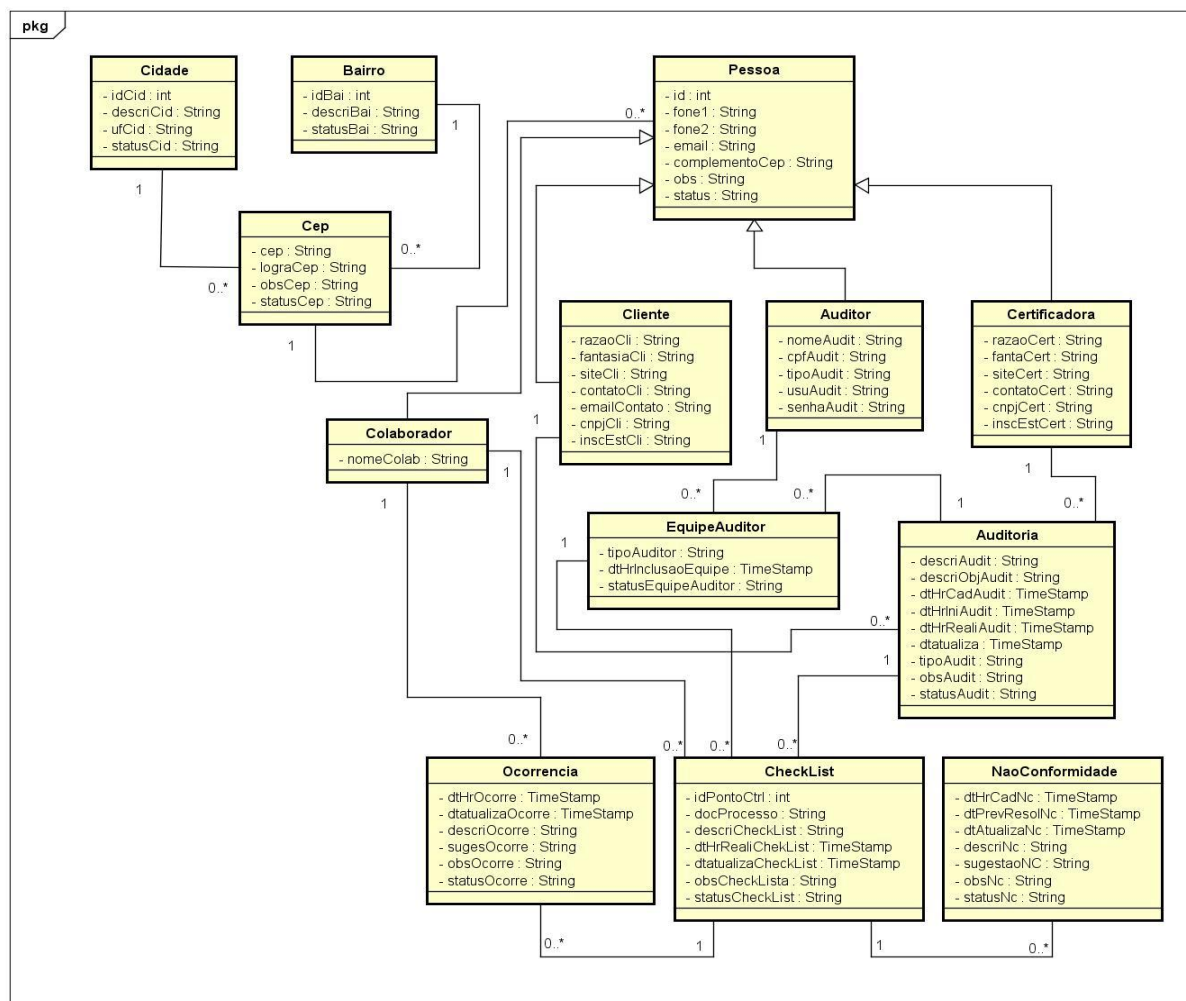 pkg
Cidade
- idCid : int
- descriCid : String
- ufCid : String
- statusCid : String
Bairro
- idBai : int
- descriBai : String
- statusBai : String
Pessoa
- id : int
- fone1 : String
- fone2 : String
- email : String
- complementoCep : String
- obs : String
- status : String
0..*
1
1
Cep
- cep : String
- lograCep : String
- obsCep : String
- statusCep : String
0..*
0..*
1
Cliente
- razaoCli : String
- fantasiaCli : String
- siteCli : String
- contatoCli : String
- emailContato : String
- cnpjCli : String
- inscEstCli : String
1
Auditor
- nomeAudit : String
- cpfAudit : String
- tipoAudit : String
- usuAudit : String
- senhaAudit : String
1
Certificadora
- razaoCert : String
- fantaCert : String
- siteCert : String
- contatoCert : String
- cnpjCert : String
- inscEstCert : String
1
Colaborador
- nomeColab : String
1
1
0..*
0..*
1
0..*
EquipeAuditor
- tipoAuditor : String
- dtHrInclusaoEquipe : TimeStamp
- statusEquipeAuditor : String
1
Auditoria
- descriAudit : String
- descriObjAudit : String
- dtHrCadAudit : TimeStamp
- dtHrIniAudit : TimeStamp
- dtHrRealiAudit : TimeStamp
- dtatualiza : TimeStamp
- tipoAudit : String
- obsAudit : String
- statusAudit : String
0..*
1
0..*
0..*
0..*
0..*
Ocorrencia
- dtHrOcorre : TimeStamp
- dtatualizaOcorre : TimeStamp
- descriOcorre : String
- sugesOcorre : String
- obsOcorre : String
- statusOcorre : String
CheckList
- idPontoCtrl : int
- docProcesso : String
- descriCheckList : String
- dtHrRealiChekList : TimeStamp
- dtatualizaCheckList : TimeStamp
- obsCheckLista : String
- statusCheckList : String
NaoConformidade
- dtHrCadNc : TimeStamp
- dtPrevResolNc : TimeStamp
- dtAtualizaNc : TimeStamp
- descriNc : String
- sugestaoNC : String
- obsNc : String
- statusNc : String
0..*
1
1
0..*